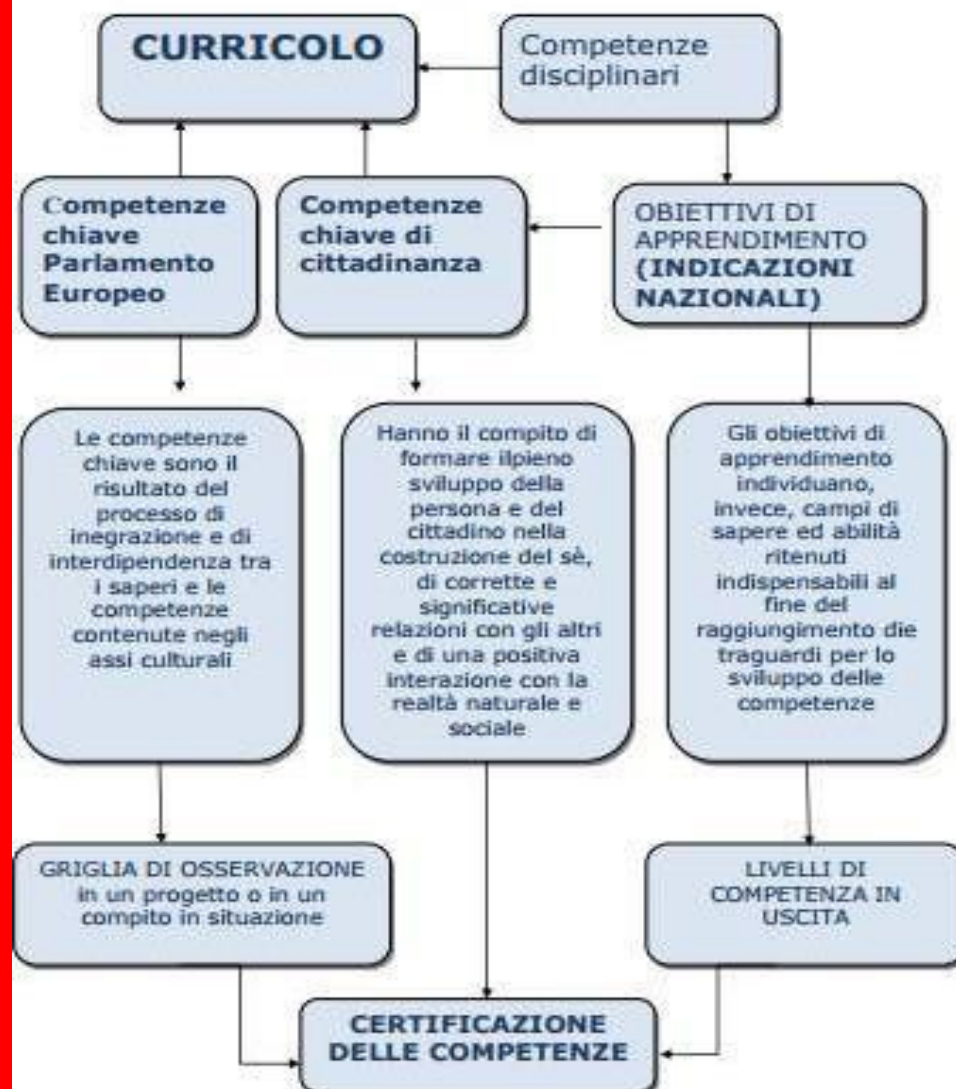 CURRICOLO
Competenze
disciplinari
Competenze
chiave
Parlamento
Europeo
Competenze
chiave di
cittadinanza
OBIETTIVI DI
APPRENDIMENTO
(INDICAZIONI
NAZIONALI)
Le competenze
chiave sono il
risultato del
processo di
inegrazione e di
interdipendenza tra
i saperi e le
competenze
contenute negli
assi culturali
Hanno il compito di
formare ilpieno
sviluppo della
persona e del
cittadino nella
costruzione del sè,
di corrette e
significative
relazioni con gli altri
e di una positiva
interazione con la
realtà naturale e
sociale
Gli obiettivi di
apprendimento
individuano,
invece, campi di
sapere ed abilità
ritenuti
indispensabili al
fine del
raggiungimento die
traguardi per lo
sviluppo delle
competenze
GRIGLIA DI OSSERVAZIONE
in un progetto o in un
compito in situazione
LIVELLI DI
COMPETENZA IN
USCITA
CERTIFICAZIONE
DELLE COMPETENZE